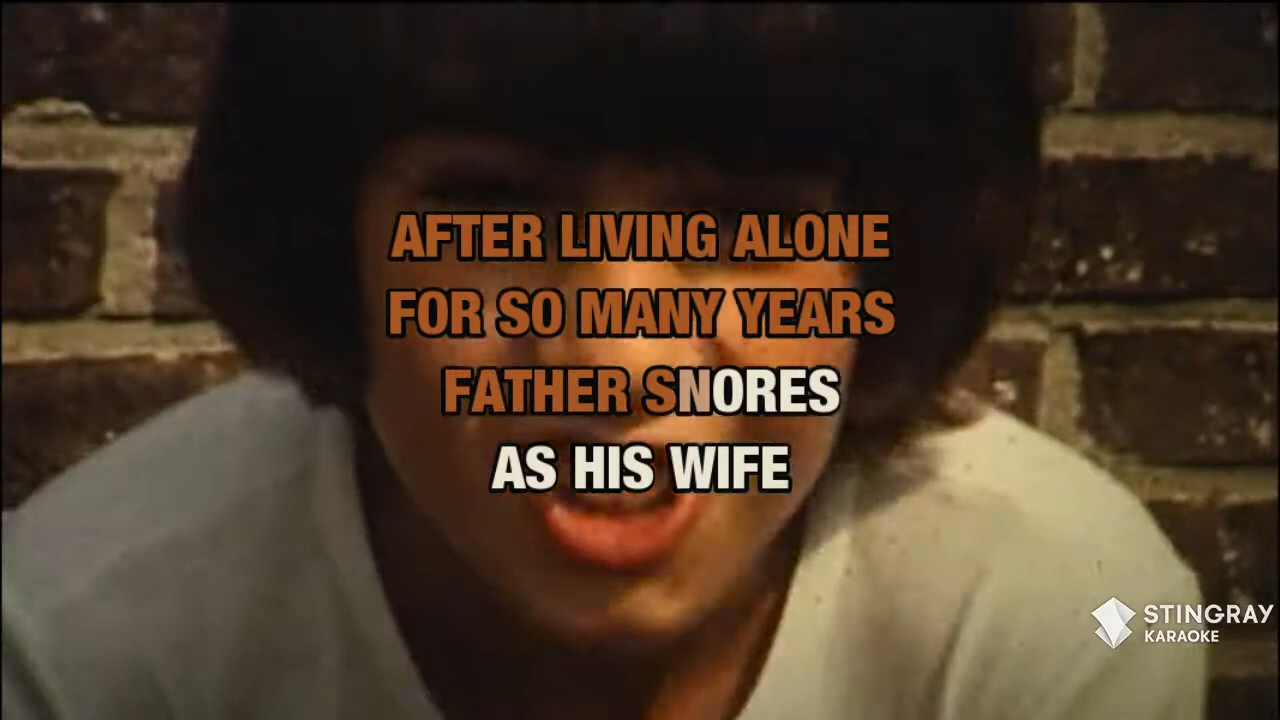 AFTER LIVING ALONE
FOR SO MANY YEARS
FATHER SNORES
AS HIS WIFE
STINGRAY
KARAOKE